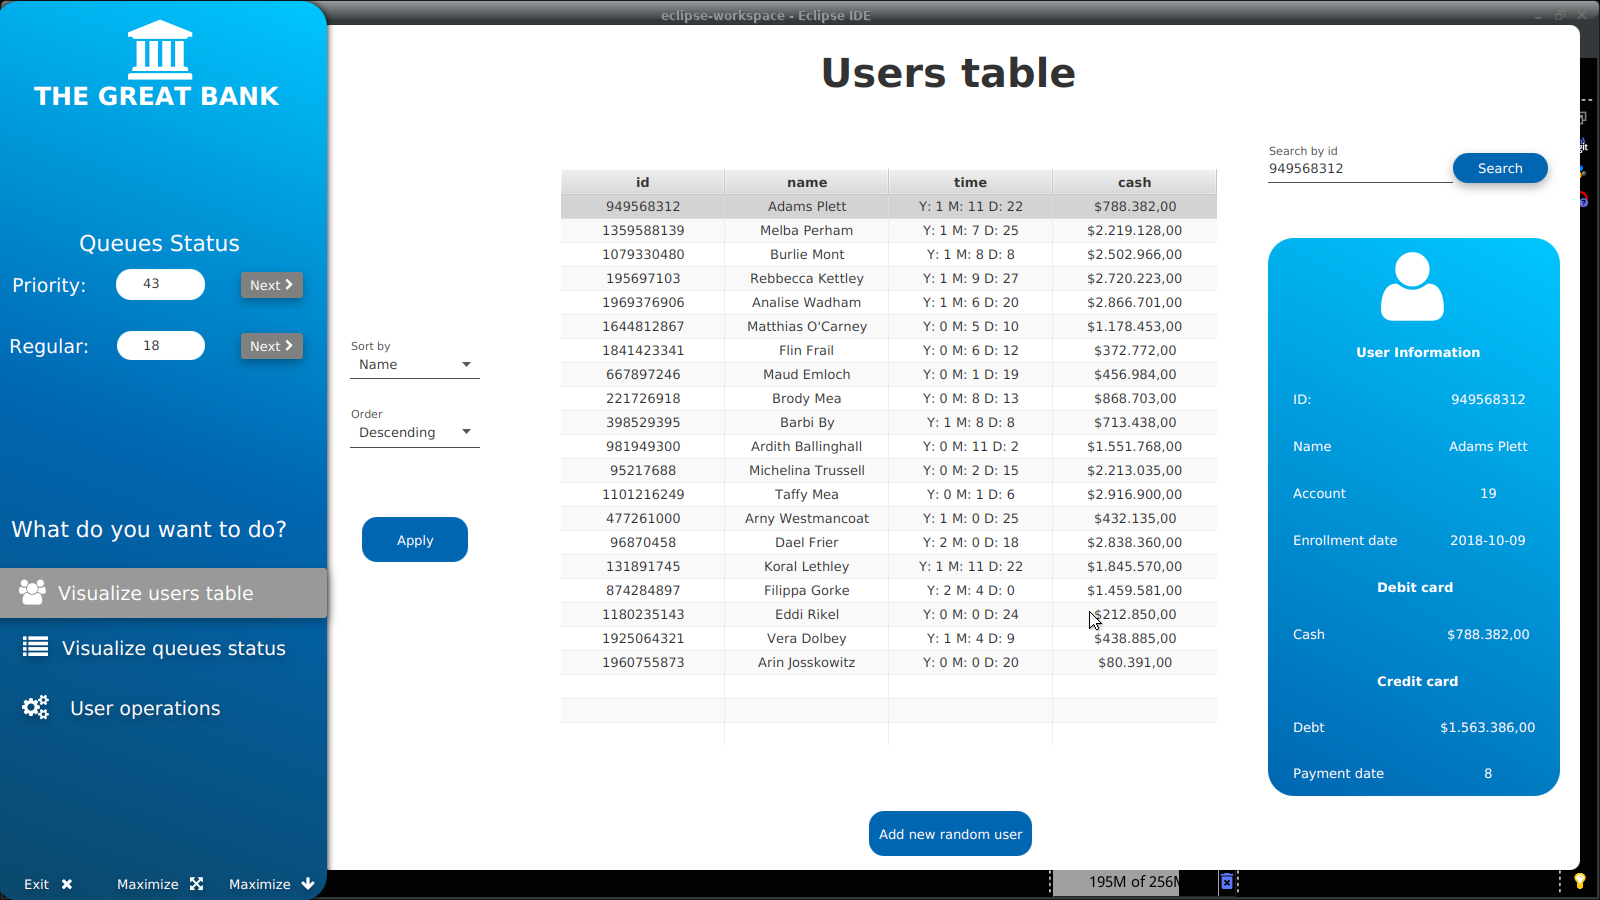 eclipse-workspace - Eclipse IDE
THE GREAT BANK
Queues Status
Priority: 43 Next
Regular: 18 Next
What do you want to do?
Visualize users table
Visualize queues status
User operations
Exit Maximize Maximize
Users table
Sort by
Name
Order
Descending
Apply
id name time cash
949568312 Adams Plett Y: 1 M: 11 D: 22 $788.382,00
1359588139 Melba Perham Y: 1 M: 7 D: 25 $2.219.128,00
1079330480 Burlie Mont Y: 1 M: 8 D: 8 $2.502.966,00
195697103 Rebbecca Kettley Y: 1 M: 9 D: 27 $2.720.223,00
1969376906 Analise Wadham Y: 1 M: 6 D: 20 $2.866.701,00
1644812867 Matthias O'Carney Y: 0 M: 5 D: 10 $1.178.453,00
1841423341 Flin Frail Y: 0 M: 6 D: 12 $372.772,00
667897246 Maud Emloch Y: 0 M: 1 D: 19 $456.984,00
221726918 Brody Mea Y: 0 M: 8 D: 13 $868.703,00
398529395 Barbi By Y: 1 M: 8 D: 8 $713.438,00
981949300 Ardith Ballinghall Y: 0 M: 11 D: 2 $1.551.768,00
95217688 Michelina Trussell Y: 0 M: 2 D: 15 $2.213.035,00
1101216249 Taffy Mea Y: 0 M: 1 D: 6 $2.916.900,00
477261000 Arny Westmancoat Y: 1 M: 0 D: 25 $432.135,00
96870458 Dael Frier Y: 2 M: 0 D: 18 $2.838.360,00
131891745 Koral Lethley Y: 1 M: 11 D: 22 $1.845.570,00
874284897 Filippa Gorke Y: 2 M: 4 D: 0 $1.459.581,00
1180235143 Eddi Rikel Y: 0 M: 0 D: 24 $212.850,00
1925064321 Vera Dolbey Y: 1 M: 4 D: 9 $438.885,00
1960755873 Arin Josskowitz Y: 0 M: 0 D: 20 $80.391,00
Add new random user
Search by id
949568312 Search
User Information
ID: 949568312
Name Adams Plett
Account 19
Enrollment date 2018-10-09
Debit card
Cash $788.382,00
Credit card
Debt $1.563.386,00
Payment date 8
git
195M of 256M